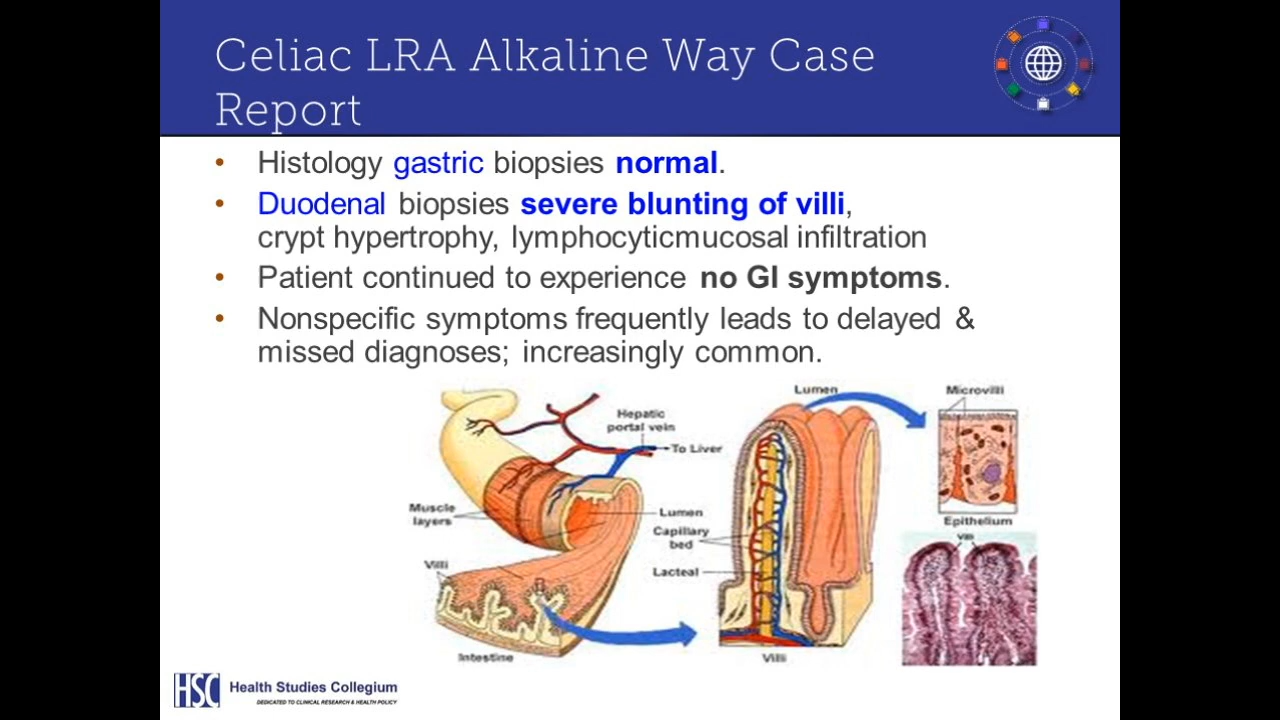 Celiac LRA Alkaline Way Case
Report
• Histology gastric biopsies normal.
• Duodenal biopsies severe blunting of villi,
crypt hypertrophy, lymphocyticmucosal infiltration
• Patient continued to experience no GI symptoms.
• Nonspecific symptoms frequently leads to delayed &
missed diagnoses; increasingly common.
Hepatic
portal vein
To Liver
Muscle
layers
Lumen
Villi
Intestine
Lumen
Capillary
bed
Lacteal
Villi
Microvilli
Epithelium
Villi
HSC Health Studies Collegium
DEDICATED TO CLINICAL RESEARCH & HEALTH POLICY